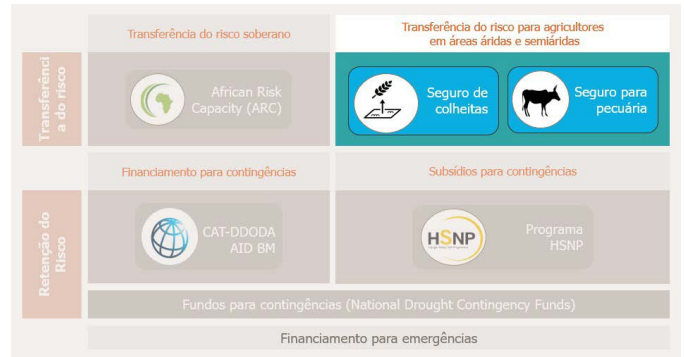 Transferência do risco soberano
Transferência do risco para agricultores
em áreas áridas e semiáridas
Transferênci
a do risco
African Risk
Capacity (ARC)
Seguro de
colheitas
Seguro para
pecuária
Financiamento para contingências
Subsídios para contingências
Retenção do
Risco
CAT-DDODA
AID BM
HSNP
Programa
HSNP
Fundos para contingências (National Drought Contingency Funds)
Financiamento para emergências